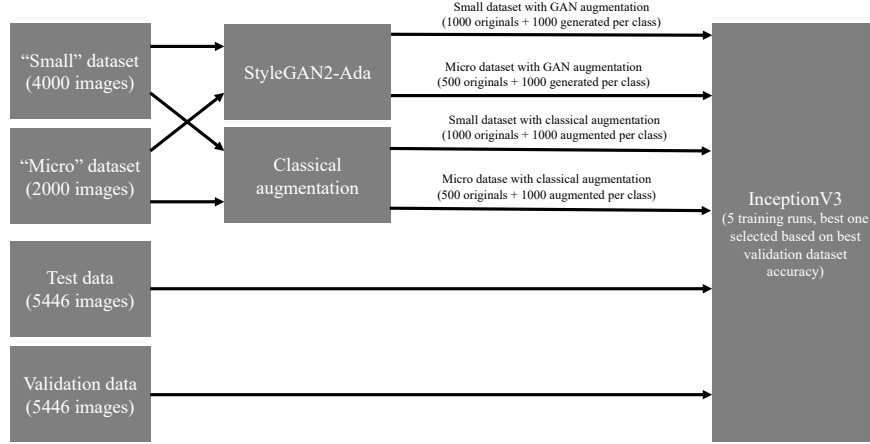 Small dataset with GAN augmentation
(1000 originals + 1000 generated per class)
“Small” dataset
(4000 images)
StyleGAN2-Ada
Micro dataset with GAN augmentation
(500 originals + 1000 generated per class)
Small dataset with classical augmentation
(1000 originals + 1000 augmented per class)
“Micro” dataset
(2000 images)
Classical
augmentation
Micro datase with classical augmentation
(500 originals + 1000 augmented per class)
InceptionV3
(5 training runs, best one
selected based on best
validation dataset
accuracy)
Test data
(5446 images)
Validation data
(5446 images)